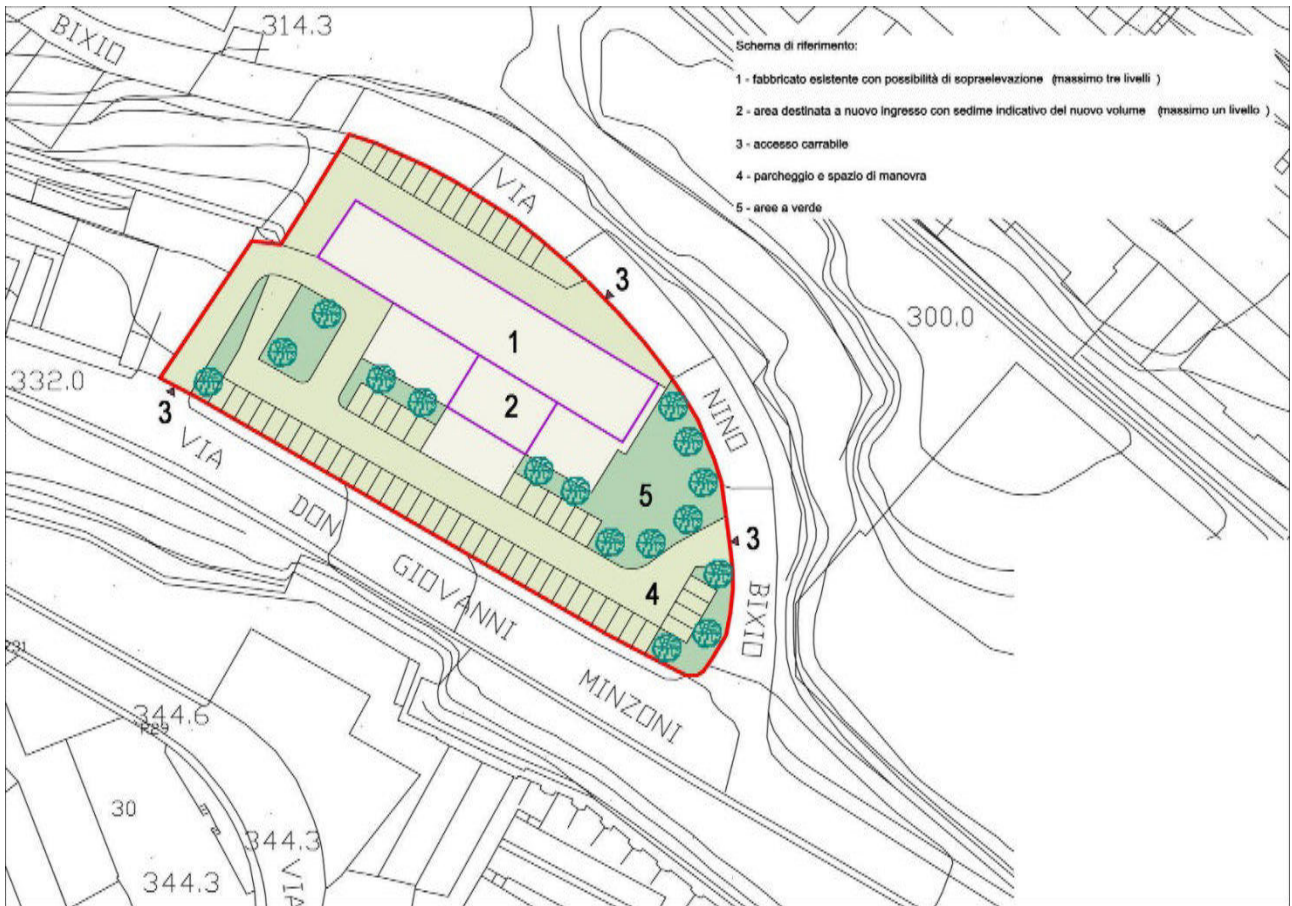 Schema di riferimento:
1 - fabbricato esistente con possibilità di sopraelevazione (massimo tre livelli )
2 - area destinata a nuovo ingresso con sedime indicativo del nuovo volume (massimo un livello )
3 - accesso carrabile
4 - parcheggio e spazio di manovra
5 - aree a verde
BIXIO
314.3
VIA
3
300.0
1
332.0
3
2
NINO
VIA
5
DON
3
GIOVANNI
4
BIXIO
MINZONI
344.6
30
344.3
344.3
VIA